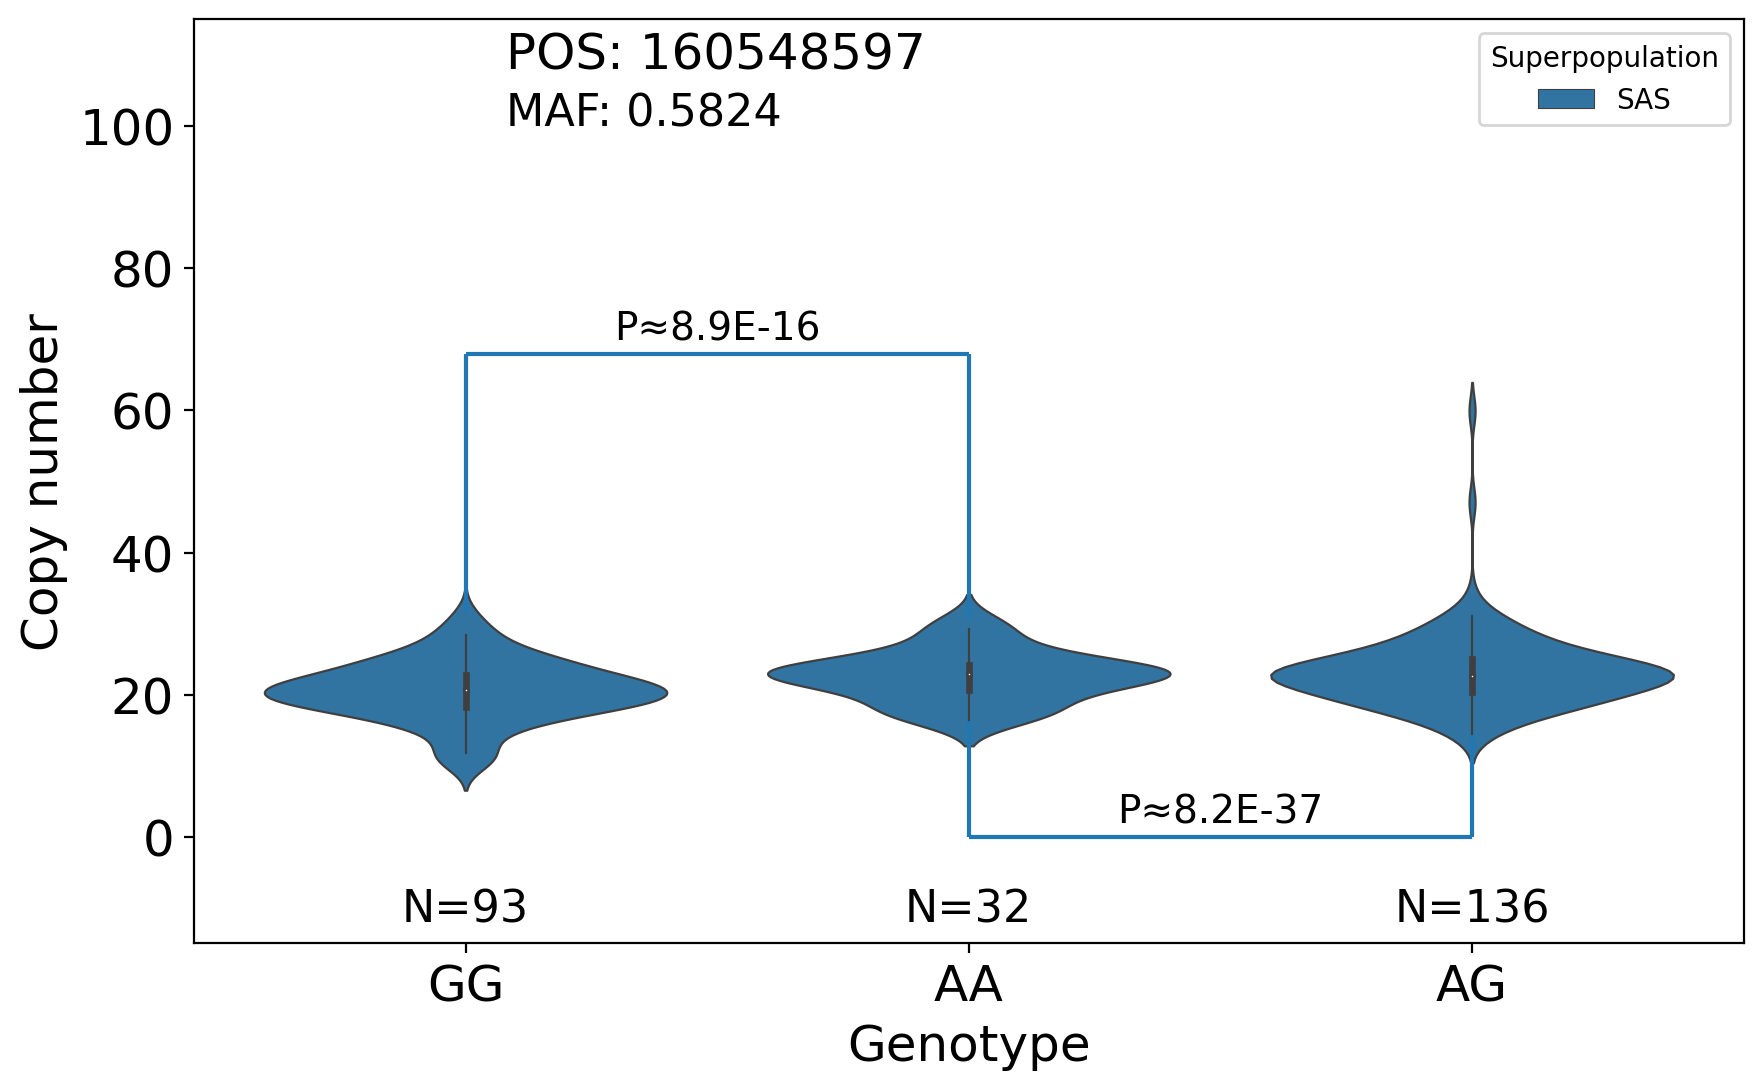 POS: 160548597
MAF: 0.5824
Superpopulation
SAS
100
80
60
40
20
0
Copy number
P≈8.9E-16
P≈8.2E-37
N=93
N=32
N=136
GG
AA
AG
Genotype